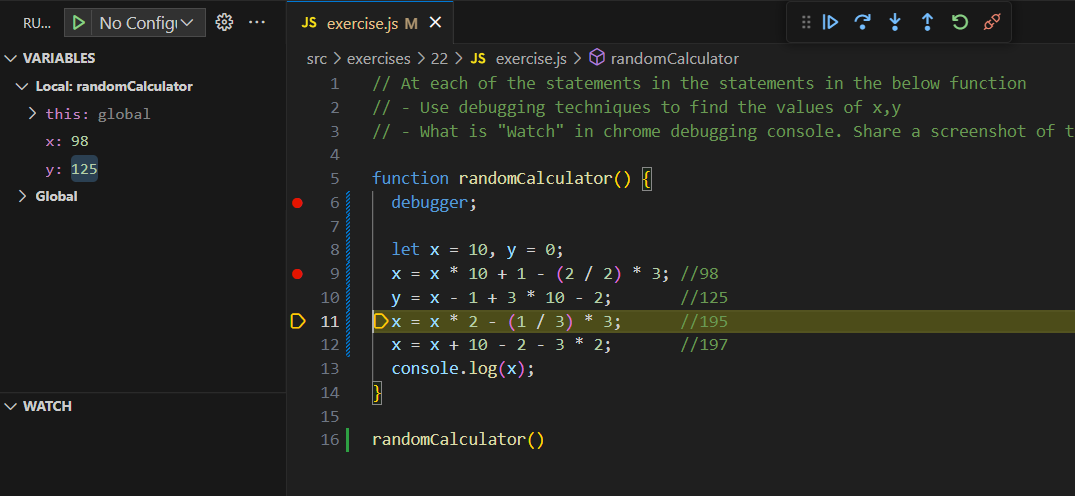 RU... No Configu
JS exercise.js M
VARIABLES
Local: randomCalculator
this: global
x: 98
y: 125
Global
WATCH
src > exercises > 22 > JS exercise.js > randomCalculator
1 // At each of the statements in the statements in the below function
2 // - Use debugging techniques to find the values of x,y
3 // - What is "Watch" in chrome debugging console. Share a screenshot of t
4
5 function randomCalculator() {
6 debugger;
7
8 let x = 10, y = 0;
9 x = x * 10 + 1 - (2 / 2) * 3; //98
10 y = x - 1 + 3 * 10 - 2; //125
11 x = x * 2 - (1 / 3) * 3; //195
12 x = x + 10 - 2 - 3 * 2; //197
13 console.log(x);
14 }
15
16 randomCalculator()